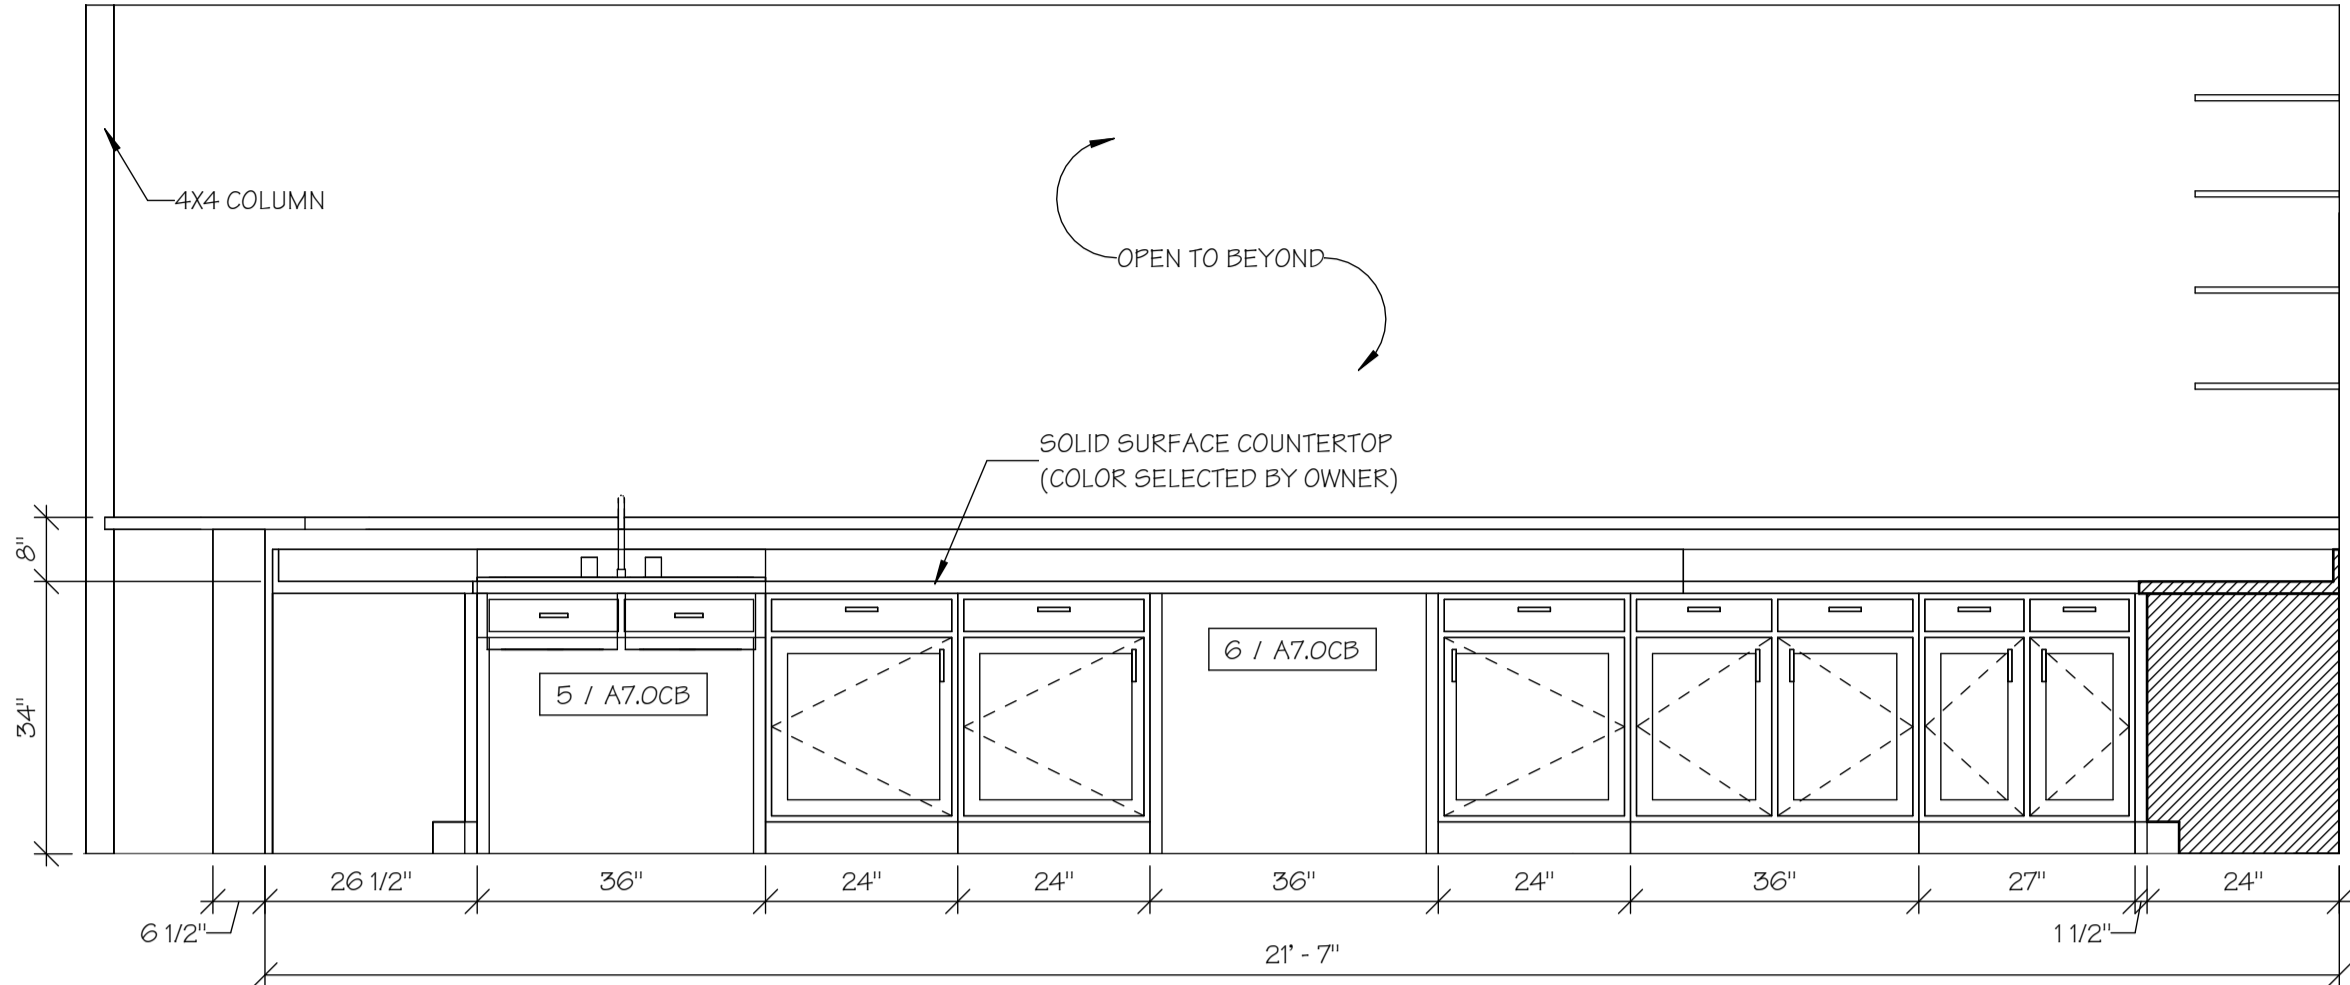 4X4 COLUMN
OPEN TO BEYOND
SOLID SURFACE COUNTERTOP
(COLOR SELECTED BY OWNER)
8"
34"
5 / A7.0CB
6 / A7.0CB
26 1/2"
36"
24"
24"
36"
24"
36"
27"
24"
6 1/2"
1 1/2"
21' - 7"